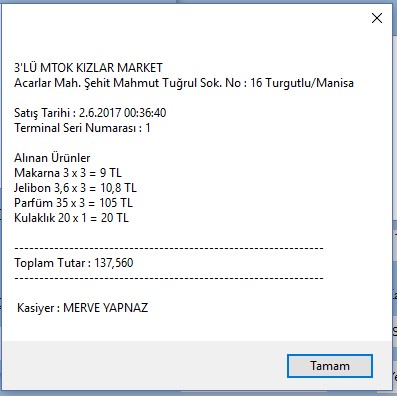 3'LÜ MTOK KIZLAR MARKET
Acarlar Mah. Şehit Mahmut Tuğrul Sok. No : 16 Turgutlu/Manisa
Satış Tarihi : 2.6.2017 00:36:40
Terminal Seri Numarası : 1
Alınan Ürünler
Makarna 3 x 3 = 9 TL
Jelibon 3,6 x 3 = 10,8 TL
Parfüm 35 x 3 = 105 TL
Kulaklık 20 x 1 = 20 TL
----------------------------------------------------------------
Toplam Tutar : 137,560
----------------------------------------------------------------
Kasiyer : MERVE YAPNAZ
Tamam